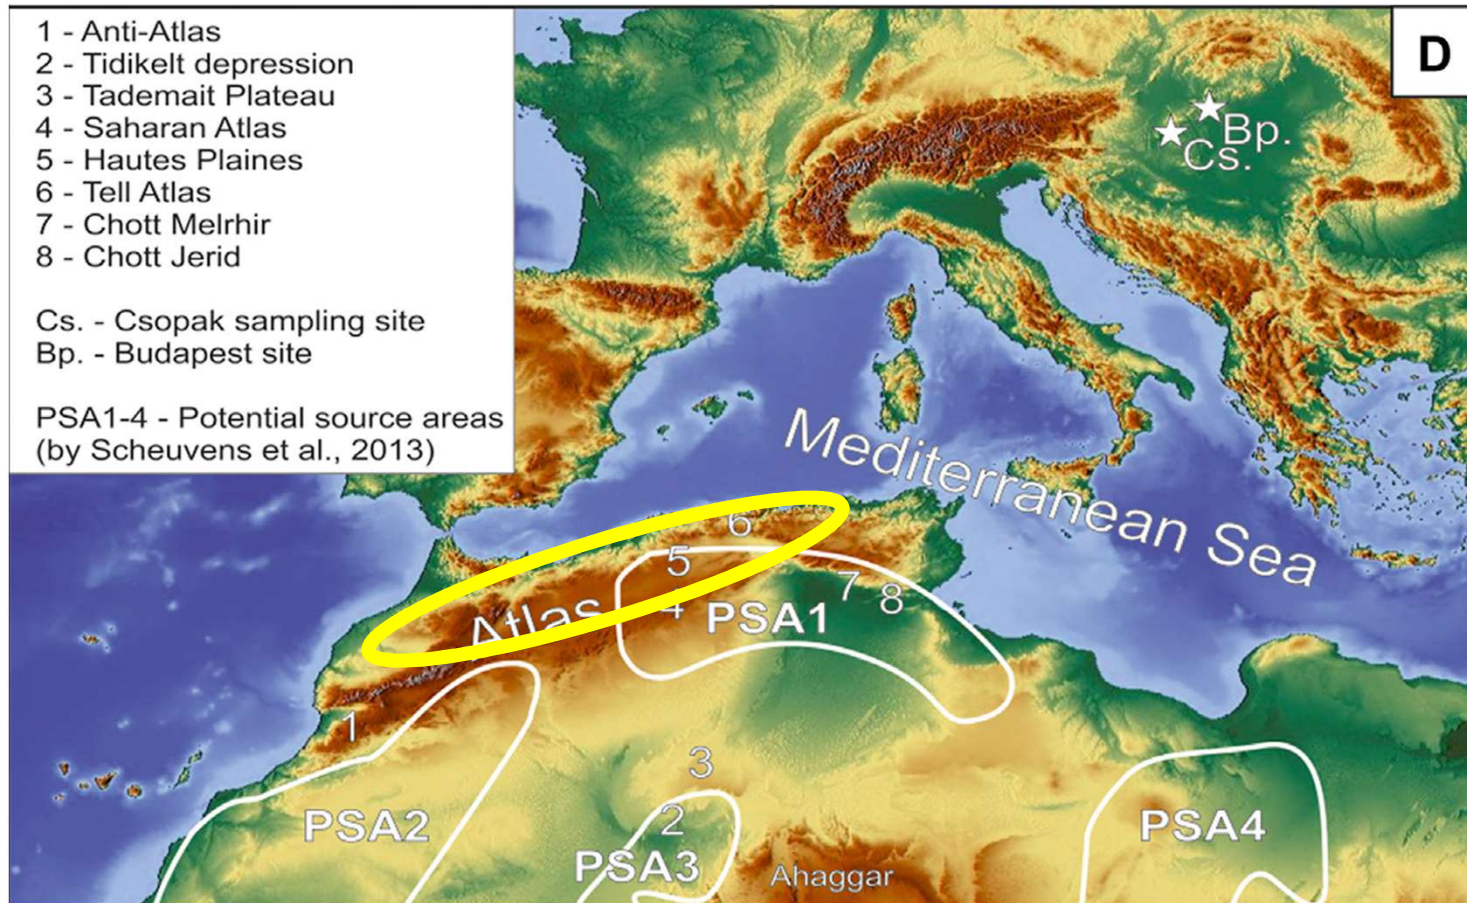 1 - Anti-Atlas
2 - Tidikelt depression
3 - Tademait Plateau
4 - Saharan Atlas
5 - Hautes Plaines
6 - Tell Atlas
7 - Chott Melrhir
8 - Chott Jerid
Cs. - Csopak sampling site
Bp. - Budapest site
PSA1-4 - Potential source areas
(by Scheuvens et al., 2013)
D
Bp.
Cs.
Mediterranean Sea
6
5
Atlas
4
PSA1
7
8
1
3
PSA2
2
PSA3
Ahaggar
PSA4